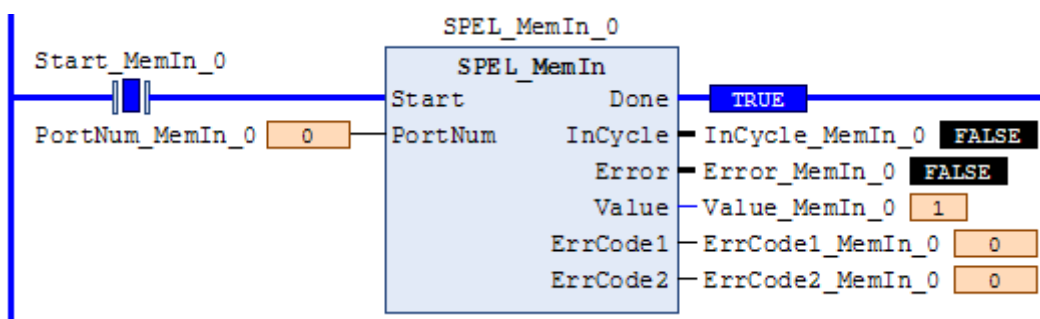 SPEL_MemIn_0
Start_MemIn_0
SPEL_MemIn
Start Done TRUE
PortNum_MemIn_0 0 PortNum InCycle InCycle_MemIn_0 FALSE
Error Error_MemIn_0 FALSE
Value Value_MemIn_0 1
ErrCode1 ErrCode1_MemIn_0 0
ErrCode2 ErrCode2_MemIn_0 0